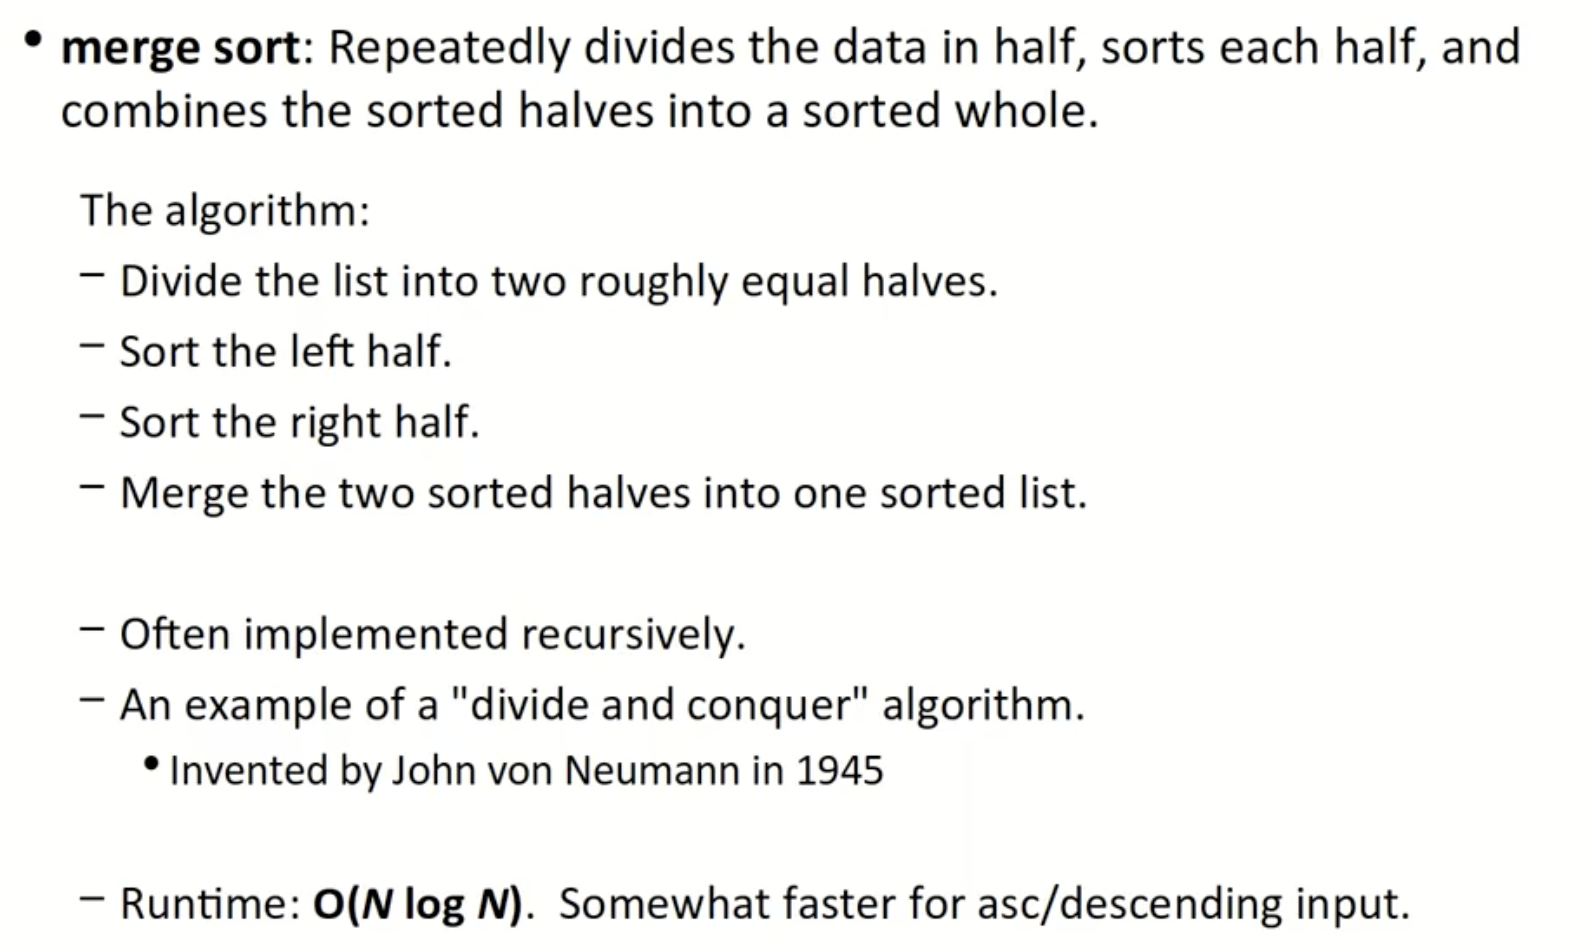 • merge sort: Repeatedly divides the data in half, sorts each half, and
combines the sorted halves into a sorted whole.
The algorithm:
– Divide the list into two roughly equal halves.
– Sort the left half.
– Sort the right half.
– Merge the two sorted halves into one sorted list.
– Often implemented recursively.
– An example of a "divide and conquer" algorithm.
• Invented by John von Neumann in 1945
– Runtime: O(N log N). Somewhat faster for asc/descending input.